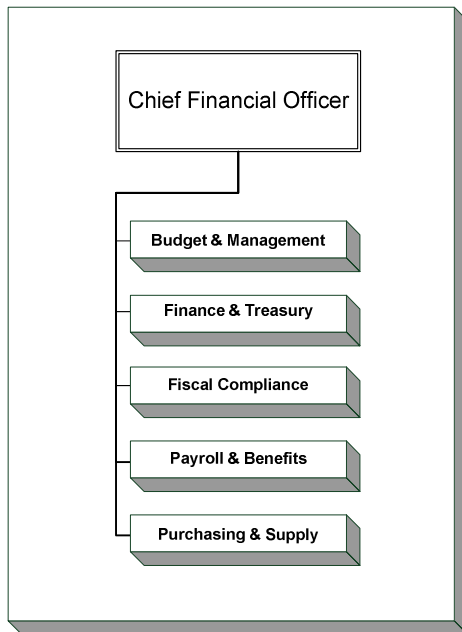 Chief Financial Officer
Budget & Management
Finance & Treasury
Fiscal Compliance
Payroll & Benefits
Purchasing & Supply